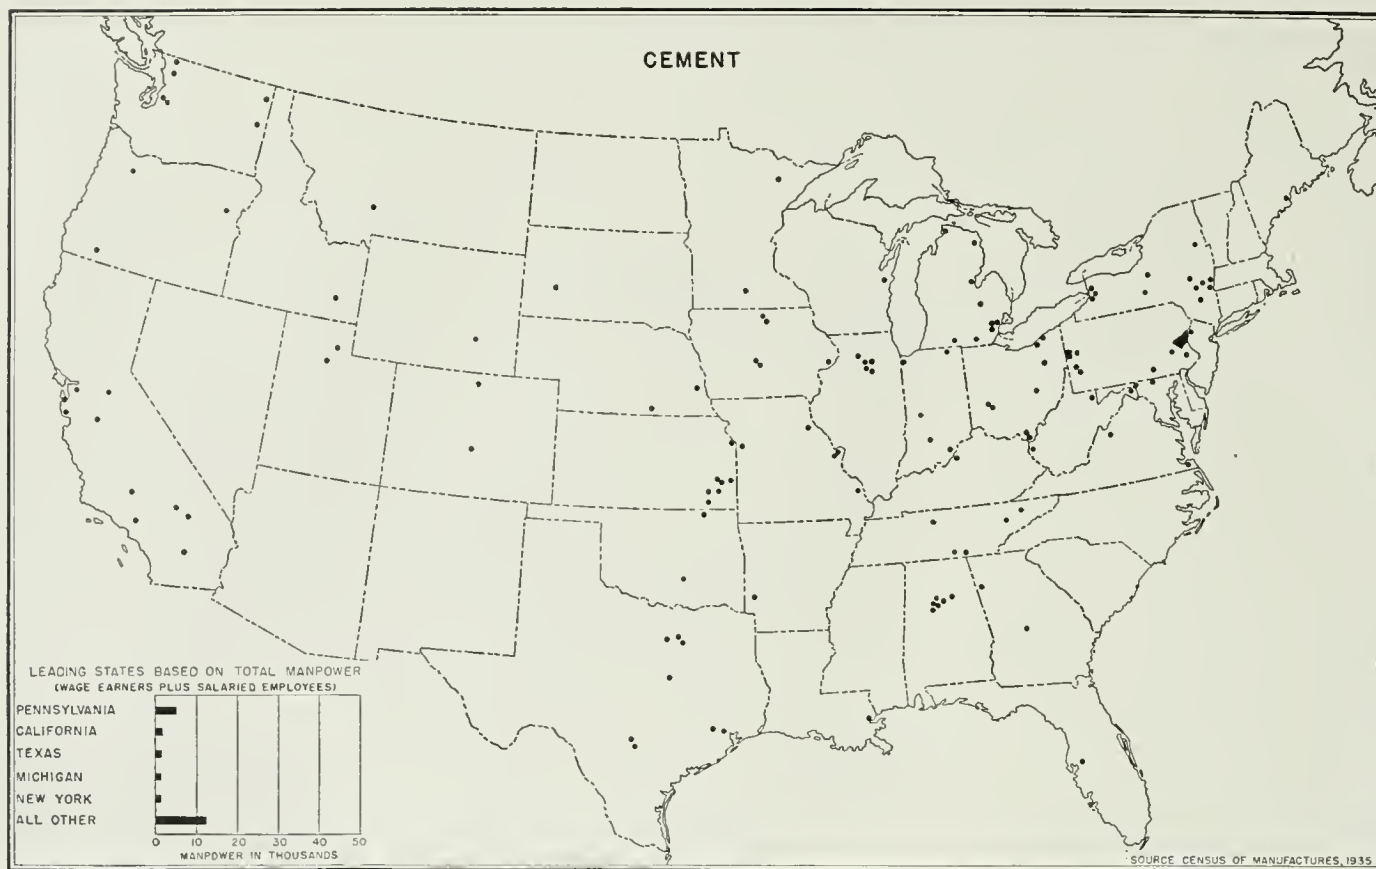 CEMENT
LEADING STATES BASED ON TOTAL MANPOWER
(WAGE EARNERS PLUS SALARIED EMPLOYEES)
PENNSYLVANIA
CALIFORNIA
TEXAS
MICHIGAN
NEW YORK
ALL OTHER
0 10 20 30 40 50
MANPOWER IN THOUSANDS
SOURCE CENSUS OF MANUFACTURES, 1935